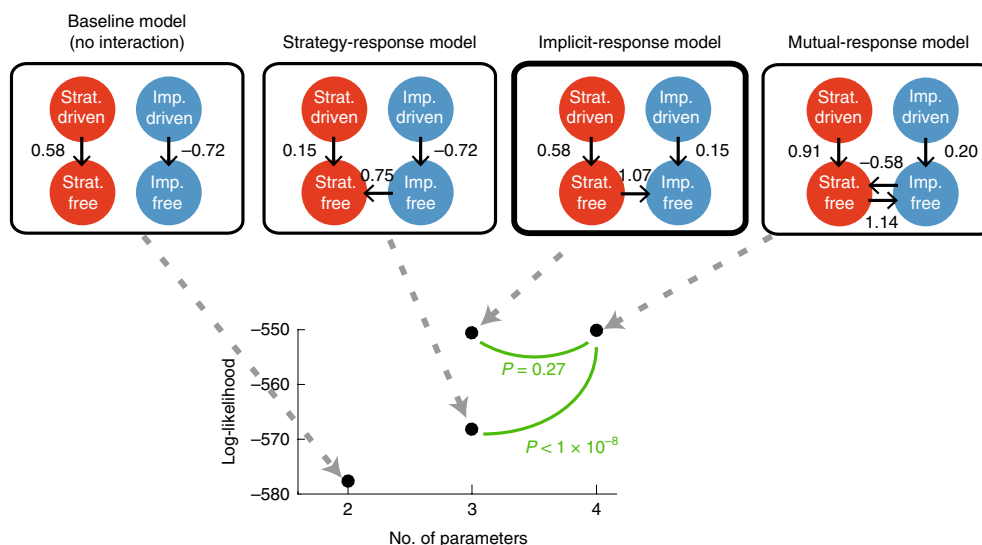 Baseline model
(no interaction)
Strategy-response model
Implicit-response model
Mutual-response model
Strat.
driven
Imp.
driven
0.58
–0.72
Strat.
free
Imp.
free
Strat.
driven
Imp.
driven
0.15
–0.72
0.75
Strat.
free
Imp.
free
Strat.
driven
Imp.
driven
0.58
0.15
1.07
Strat.
free
Imp.
free
Strat.
driven
Imp.
driven
0.91
–0.58
0.20
Strat.
free
Imp.
free
1.14
Log-likelihood
–550
–560
–570
–580
P = 0.27
P < 1 × 10⁻⁸
2
3
4
No. of parameters